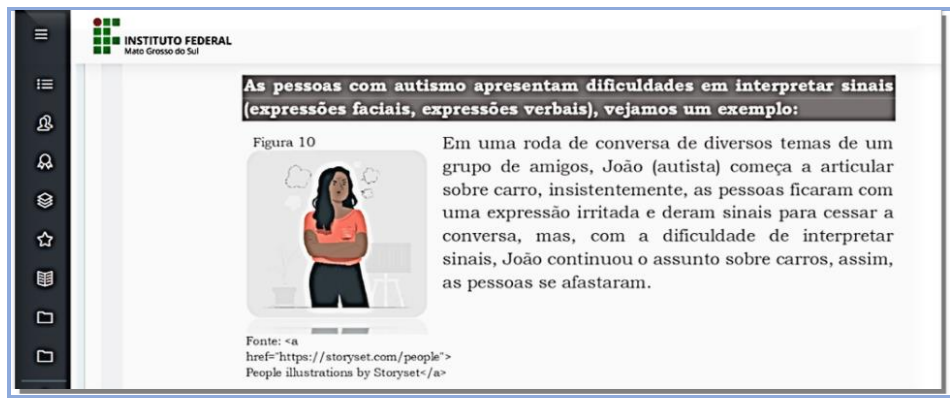 INSTITUTO FEDERAL
Mato Grosso do Sul
As pessoas com autismo apresentam dificuldades em interpretar sinais
(expressões faciais, expressões verbais), vejamos um exemplo:
Figura 10
Em uma roda de conversa de diversos temas de um
grupo de amigos, João (autista) começa a articular
sobre carro, insistentemente, as pessoas ficaram com
uma expressão irritada e deram sinais para cessar a
conversa, mas, com a dificuldade de interpretar
sinais, João continuou o assunto sobre carros, assim,
as pessoas se afastaram.
Fonte: <a
href="https://storyset.com/people">
People illustrations by Storyset</a>